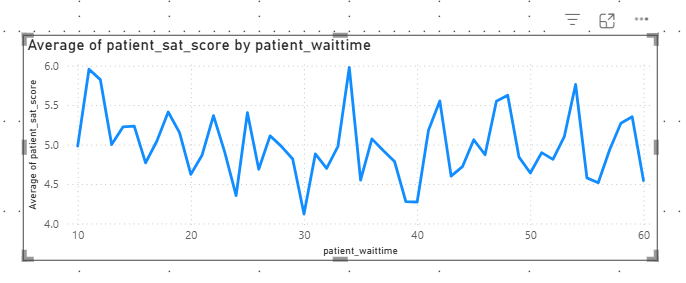 Average of patient_sat_score by patient_waittime
Average of patient_sat_score
6.0
5.5
5.0
4.5
4.0
10 20 30 40 50 60
patient_waittime